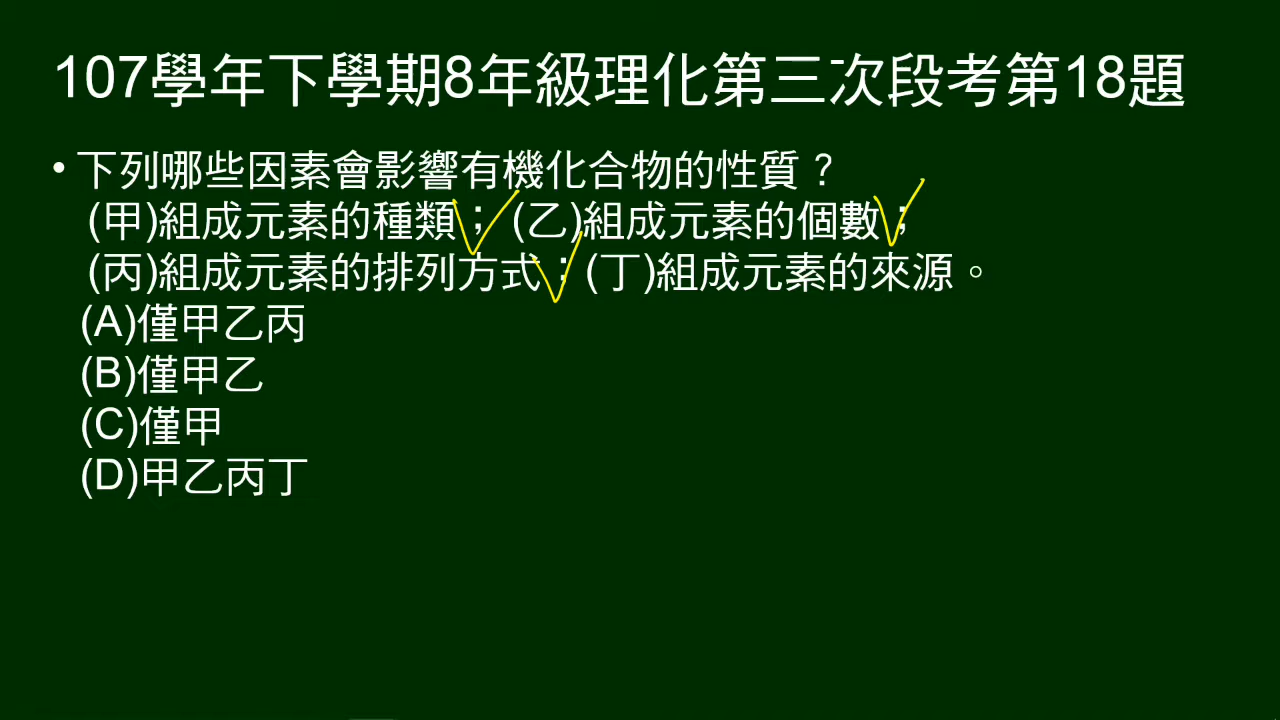 107學年下學期8年級理化第三次段考第18題
• 下列哪些因素會影響有機化合物的性質？
(甲)組成元素的種類；(乙)組成元素的個數；
(丙)組成元素的排列方式；(丁)組成元素的來源。
(A)僅甲乙丙
(B)僅甲乙
(C)僅甲
(D)甲乙丙丁